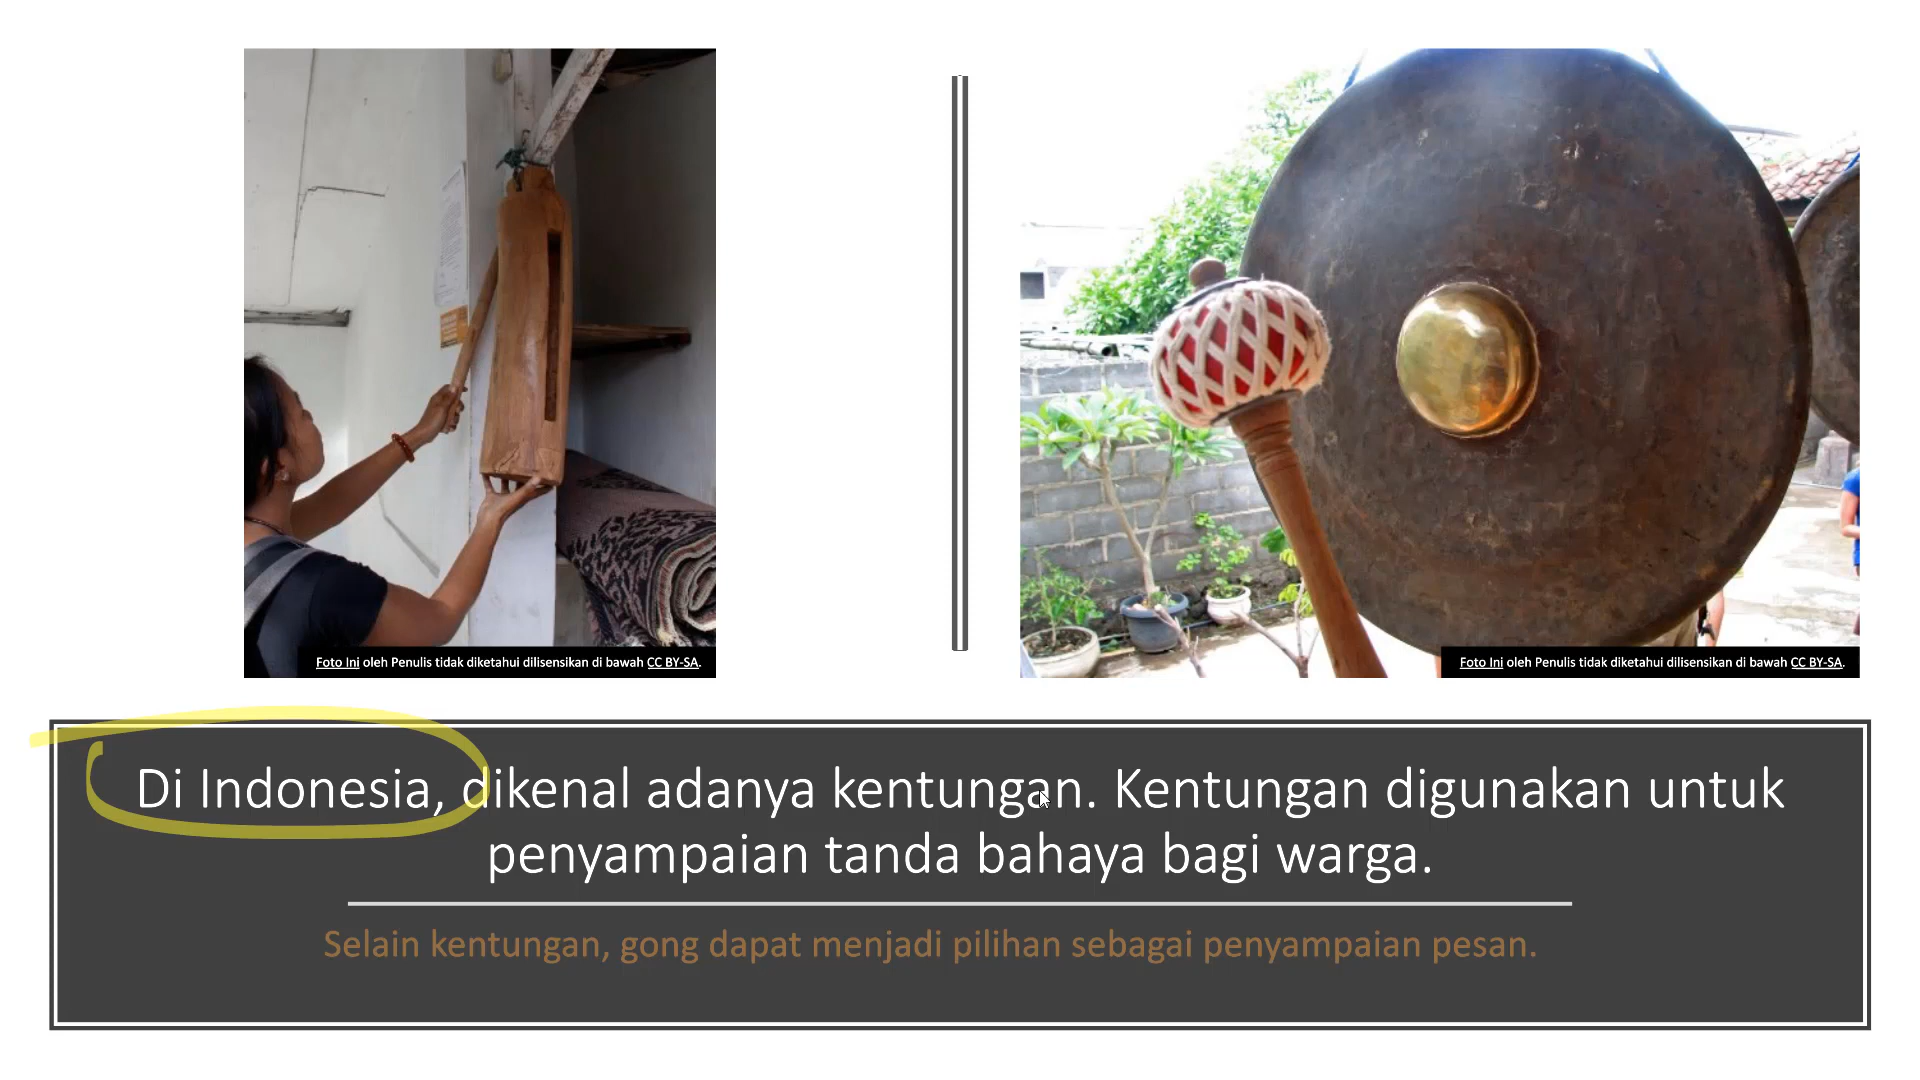 Foto Ini oleh Penulis tidak diketahui dilisensikan di bawah CC BY-SA.
Foto Ini oleh Penulis tidak diketahui dilisensikan di bawah CC BY-SA.
Di Indonesia, dikenal adanya kentungan. Kentungan digunakan untuk
penyampaian tanda bahaya bagi warga.
Selain kentungan, gong dapat menjadi pilihan sebagai penyampaian pesan.